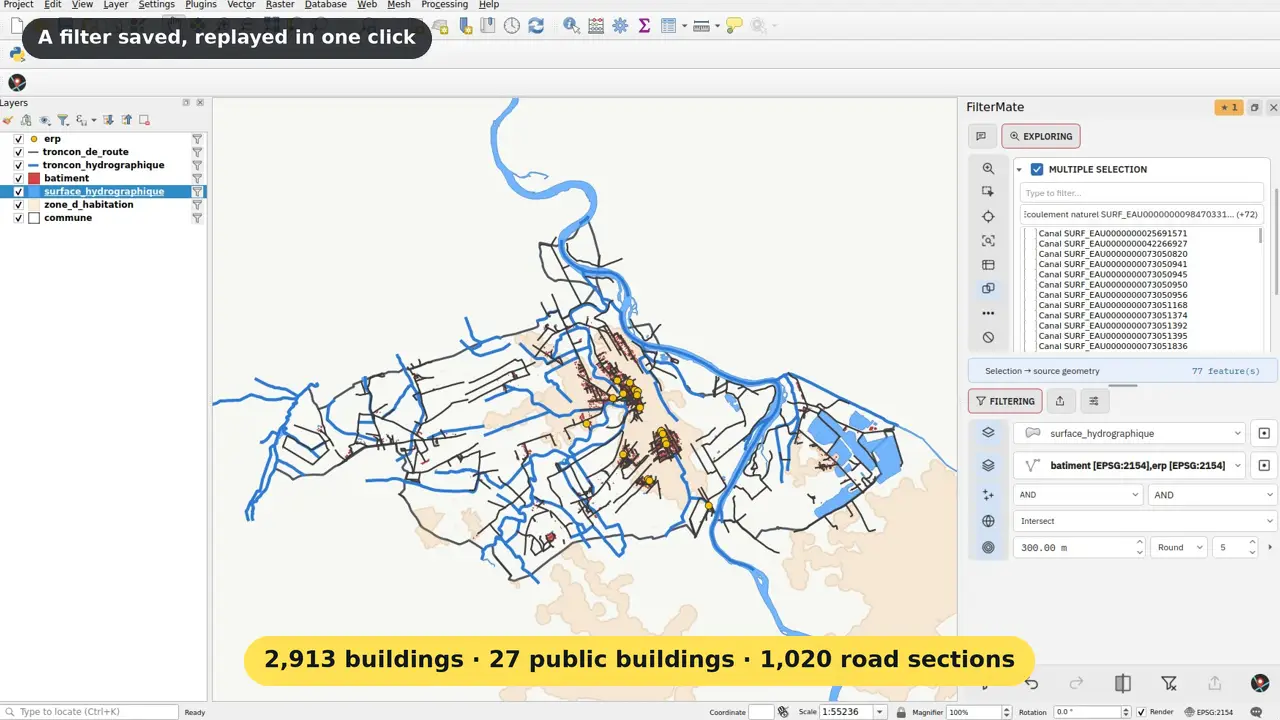 Project Edit View Layer Settings Plugins Vector Raster Database Web Mesh Processing Help
A filter saved, replayed in one click
Layers
erp
troncon_de_route
troncon_hydrographique
batiment
surface_hydrographique
zone_d_habitation
commune
FilterMate
★ 1
EXPLORING
MULTIPLE SELECTION
Type to filter...
Ecoulement naturel SURF_EAU0000000098470331... (+72)
Canal SURF_EAU0000000025691571
Canal SURF_EAU0000000042266927
Canal SURF_EAU0000000073050820
Canal SURF_EAU0000000073050941
Canal SURF_EAU0000000073050945
Canal SURF_EAU0000000073050950
Canal SURF_EAU0000000073050956
Canal SURF_EAU0000000073051168
Canal SURF_EAU0000000073051374
Canal SURF_EAU0000000073051392
Canal SURF_EAU0000000073051395
Canal SURF_EAU0000000073051836
Selection → source geometry 77 feature(s)
FILTERING
surface_hydrographique
batiment [EPSG:2154],erp [EPSG:2154]
AND AND
Intersect
300.00 m Round 5
2,913 buildings · 27 public buildings · 1,020 road sections
Type to locate (Ctrl+K) Ready Coordinate Scale 1:55236 Magnifier 100% Rotation 0.0 ° Render EPSG:2154